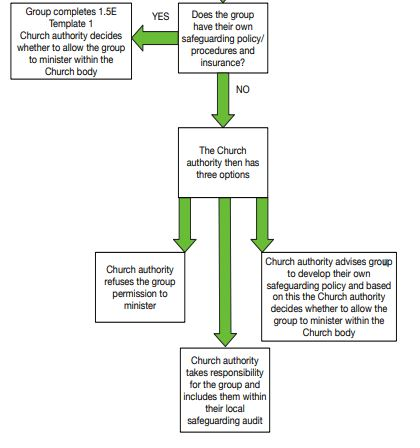 Group completes 1.5E
Template 1
Church authority decides
whether to allow the group
to minister within the
Church body
YES
Does the group
have their own
safeguarding policy/
procedures and
insurance?
NO
The Church
authority then has
three options
Church authority
refuses the group
permission to
minister
Church authority advises group
to develop their own
safeguarding policy and based
on this the Church authority
decides whether to allow the
group to minister within the
Church body
Church authority
takes responsibility
for the group and
includes them within
their local
safeguarding audit